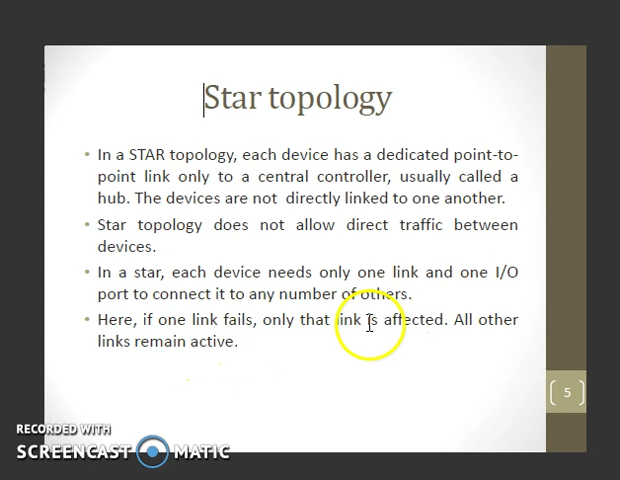 Star topology
• In a STAR topology, each device has a dedicated point-to-
point link only to a central controller, usually called a
hub. The devices are not directly linked to one another.
• Star topology does not allow direct traffic between
devices.
• In a star, each device needs only one link and one I/O
port to connect it to any number of others.
• Here, if one link fails, only that link is affected. All other
links remain active.
5
RECORDED WITH
SCREENCAST MATIC